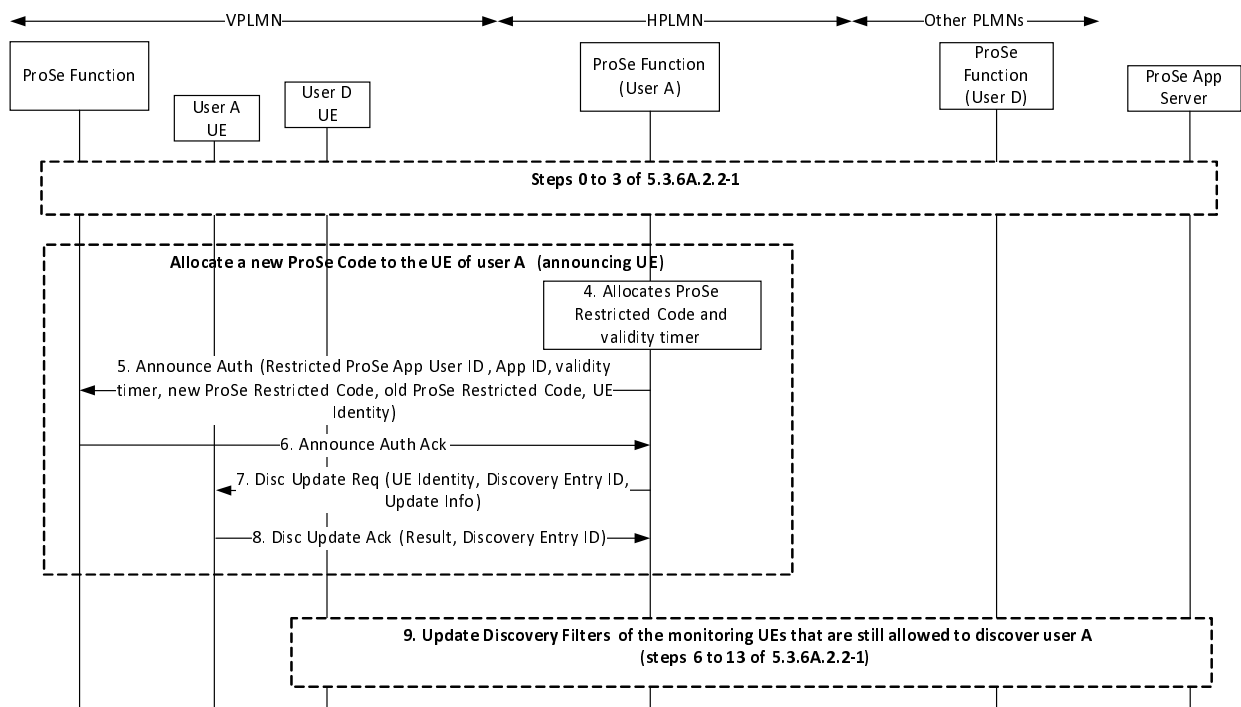 VPLMN
HPLMN
Other PLMNs
ProSe Function
User A
UE
User D
UE
ProSe Function
(User A)
ProSe
Function
(User D)
ProSe App
Server
Steps 0 to 3 of 5.3.6A.2.2-1
Allocate a new ProSe Code to the UE of user A (announcing UE)
4. Allocates ProSe
Restricted Code and
validity timer
5. Announce Auth (Restricted ProSe App User ID, App ID, validity
timer, new ProSe Restricted Code, old ProSe Restricted Code, UE
Identity)
6. Announce Auth Ack
7. Disc Update Req (UE Identity, Discovery Entry ID,
Update Info)
8. Disc Update Ack (Result, Discovery Entry ID)
9. Update Discovery Filters of the monitoring UEs that are still allowed to discover user A
(steps 6 to 13 of 5.3.6A.2.2-1)